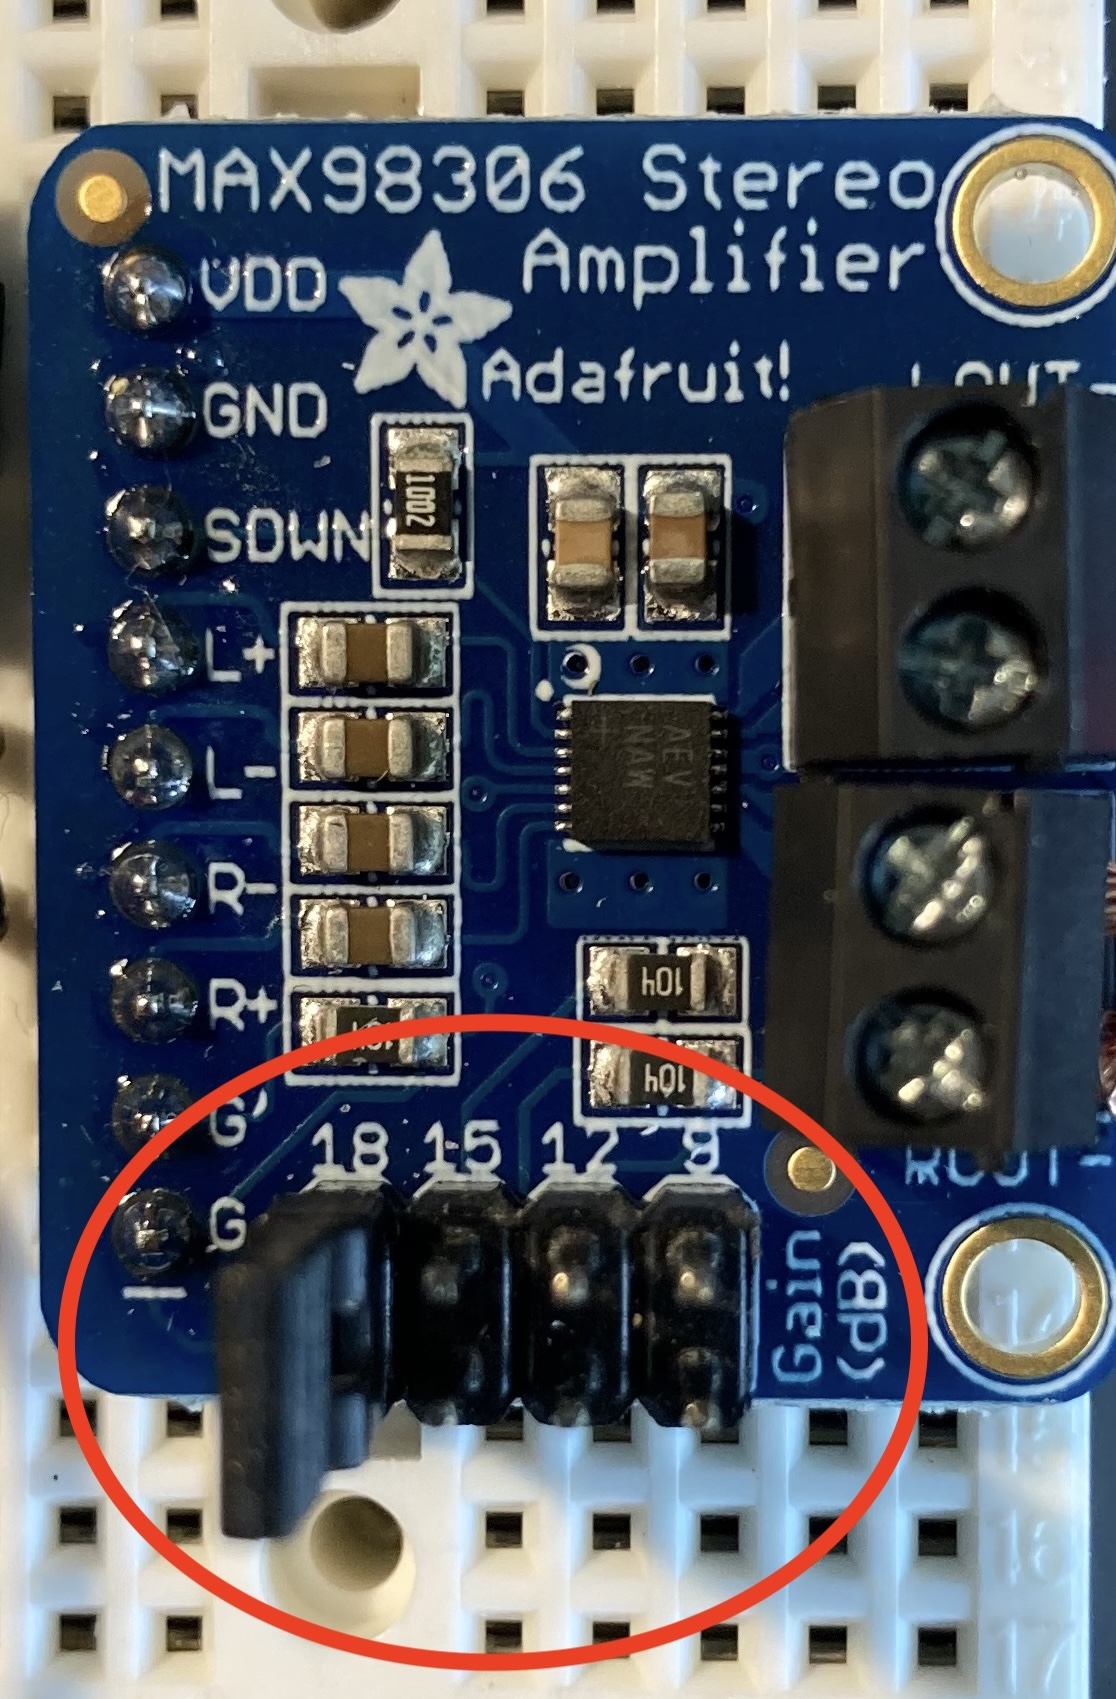 MAX98306 Stereo
Amplifier
Adafruit!
VDD
GND
SDWN
L+
L-
R-
R+
G'
G
LOUT-
1002
AEV
NAW
104
104
18 15 12 9
ROUT-
Gain
(dB)